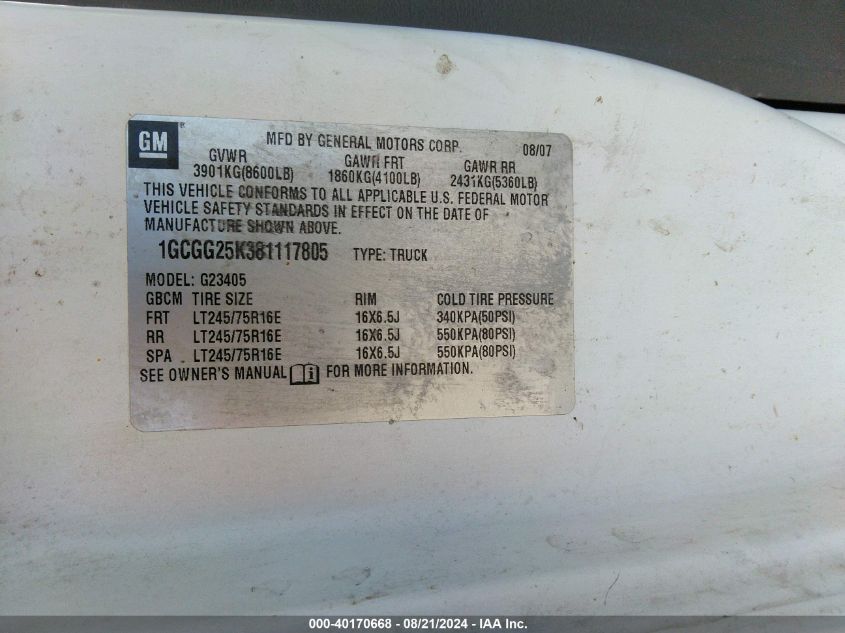 GM
MFD BY GENERAL MOTORS CORP. 08/07
GVWR GAWR FRT GAWR RR
3901KG(8600LB) 1860KG(4100LB) 2431KG(5360LB)
THIS VEHICLE CONFORMS TO ALL APPLICABLE U.S. FEDERAL MOTOR
VEHICLE SAFETY STANDARDS IN EFFECT ON THE DATE OF
MANUFACTURE SHOWN ABOVE.
1GCGG25K381117805 TYPE: TRUCK
MODEL: G23405
GBCM TIRE SIZE RIM COLD TIRE PRESSURE
FRT LT245/75R16E 16X6.5J 340KPA(50PSI)
RR LT245/75R16E 16X6.5J 550KPA(80PSI)
SPA LT245/75R16E 16X6.5J 550KPA(80PSI)
SEE OWNER'S MANUAL i FOR MORE INFORMATION.
000-40170668 - 08/21/2024 - IAA Inc.